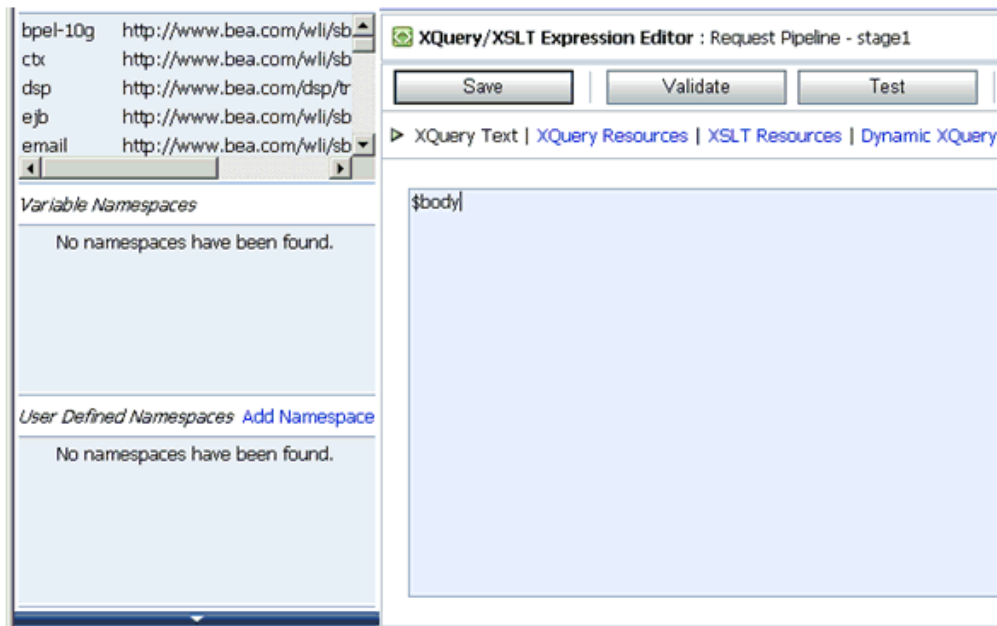 bpel-10g http://www.bea.com/wli/sb
ctx http://www.bea.com/wli/sb
dsp http://www.bea.com/dsp/tr
ejb http://www.bea.com/wli/sb
email http://www.bea.com/wli/sb
Variable Namespaces
No namespaces have been found.
User Defined Namespaces Add Namespace
No namespaces have been found.
XQuery/XSLT Expression Editor : Request Pipeline - stage1
Save Validate Test
XQuery Text | XQuery Resources | XSLT Resources | Dynamic XQuery
$body